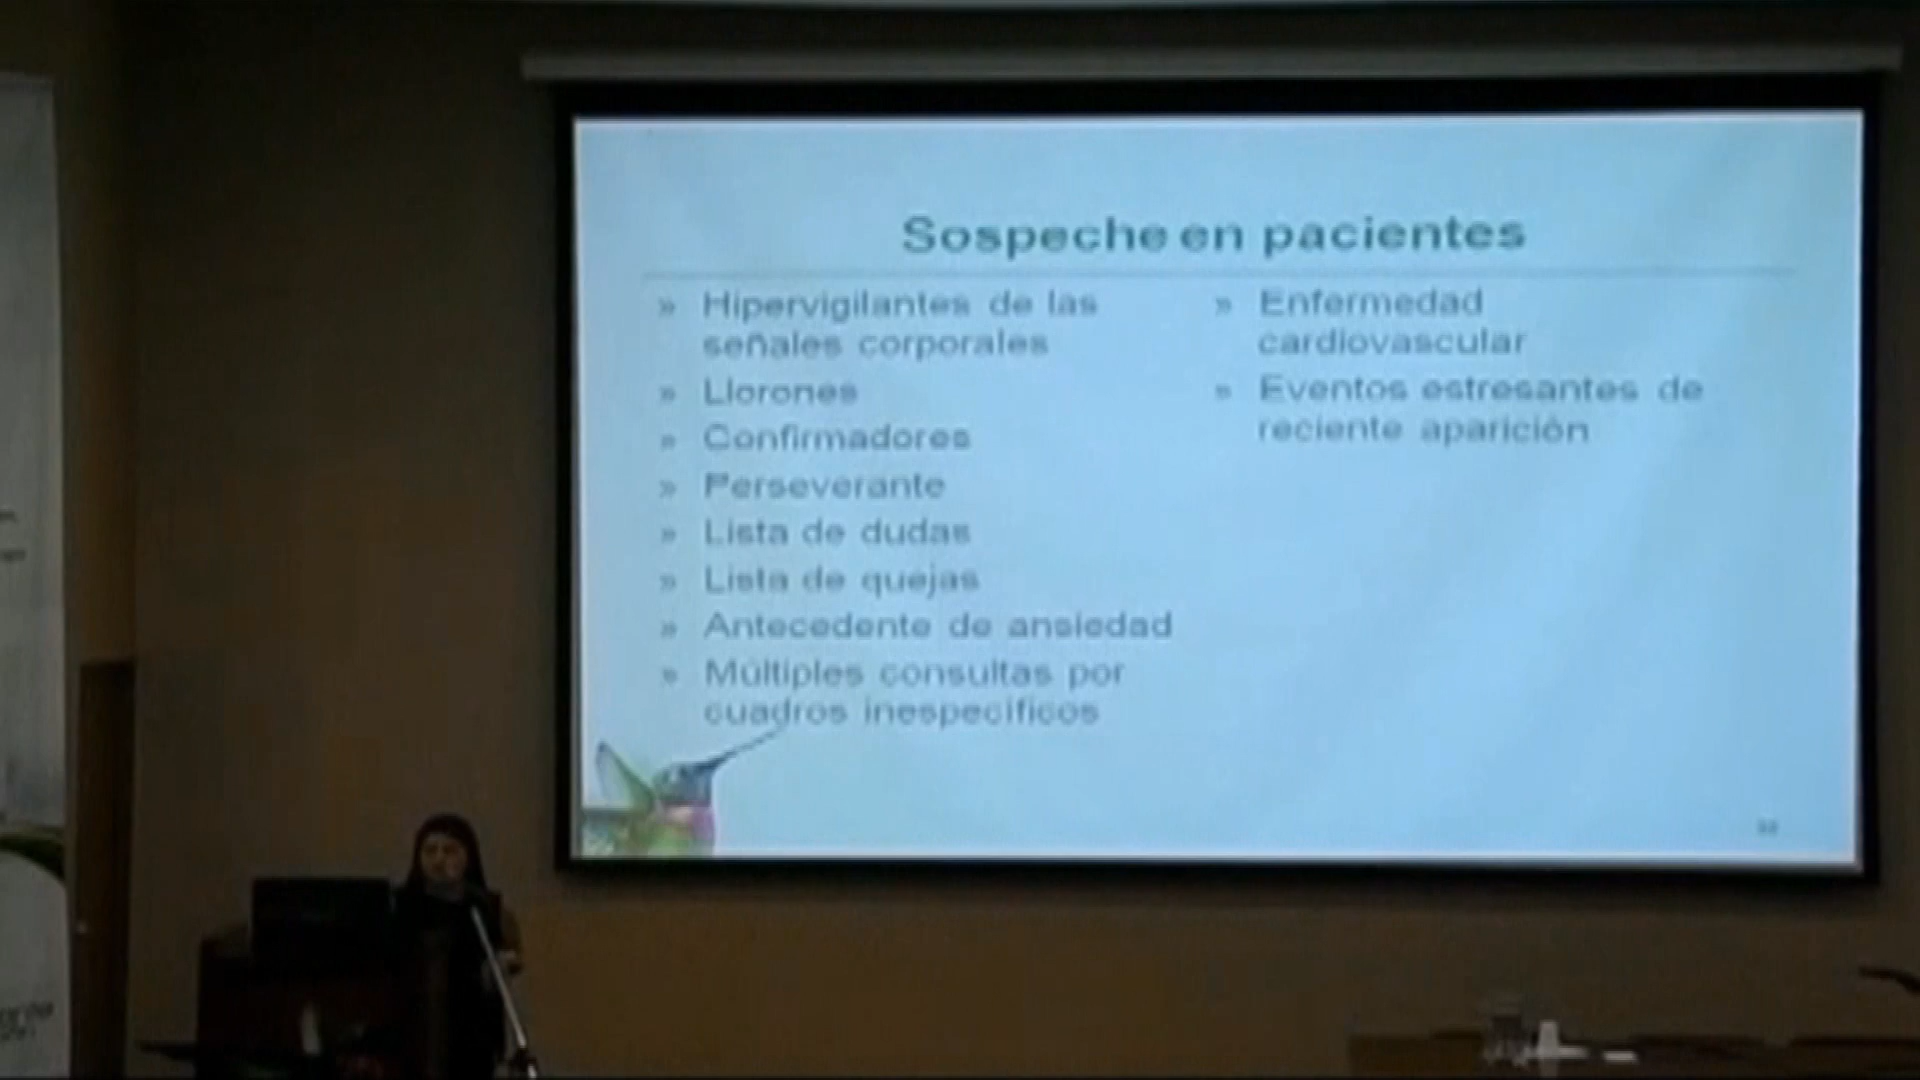 Sospeche en pacientes
» Hipervigilantes de las
señales corporales
» Llorones
» Confirmadores
» Perseverante
» Lista de dudas
» Lista de quejas
» Antecedente de ansiedad
» Múltiples consultas por
cuadros inespecíficos
» Enfermedad
cardiovascular
» Eventos estresantes de
reciente aparición